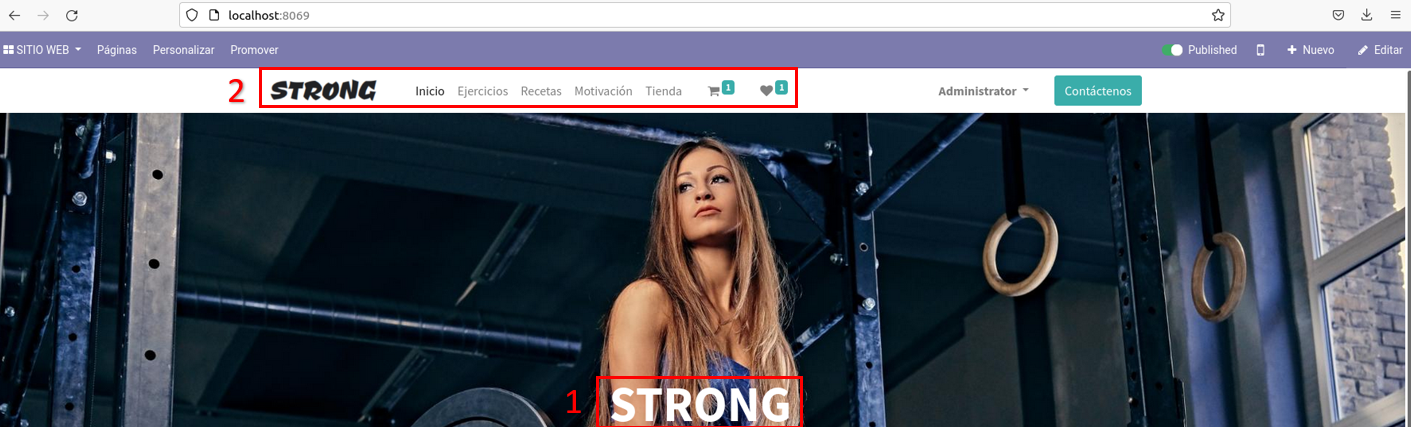 localhost:8069
SITIO WEB Páginas Personalizar Promover Published Nuevo Editar
2 STRONG Inicio Ejercicios Recetas Motivación Tienda 1 1 Administrator Contáctenos
1 STRONG